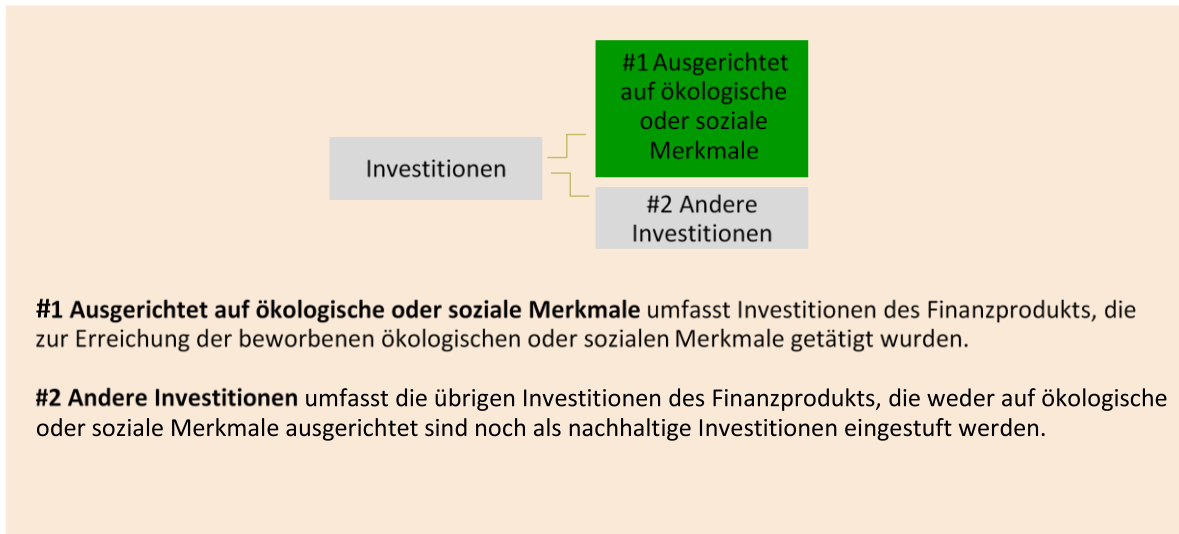 #1 Ausgerichtet
auf ökologische
oder soziale
Merkmale
Investitionen
#2 Andere
Investitionen
#1 Ausgerichtet auf ökologische oder soziale Merkmale umfasst Investitionen des Finanzprodukts, die
zur Erreichung der beworbenen ökologischen oder sozialen Merkmale getätigt wurden.
#2 Andere Investitionen umfasst die übrigen Investitionen des Finanzprodukts, die weder auf ökologische
oder soziale Merkmale ausgerichtet sind noch als nachhaltige Investitionen eingestuft werden.